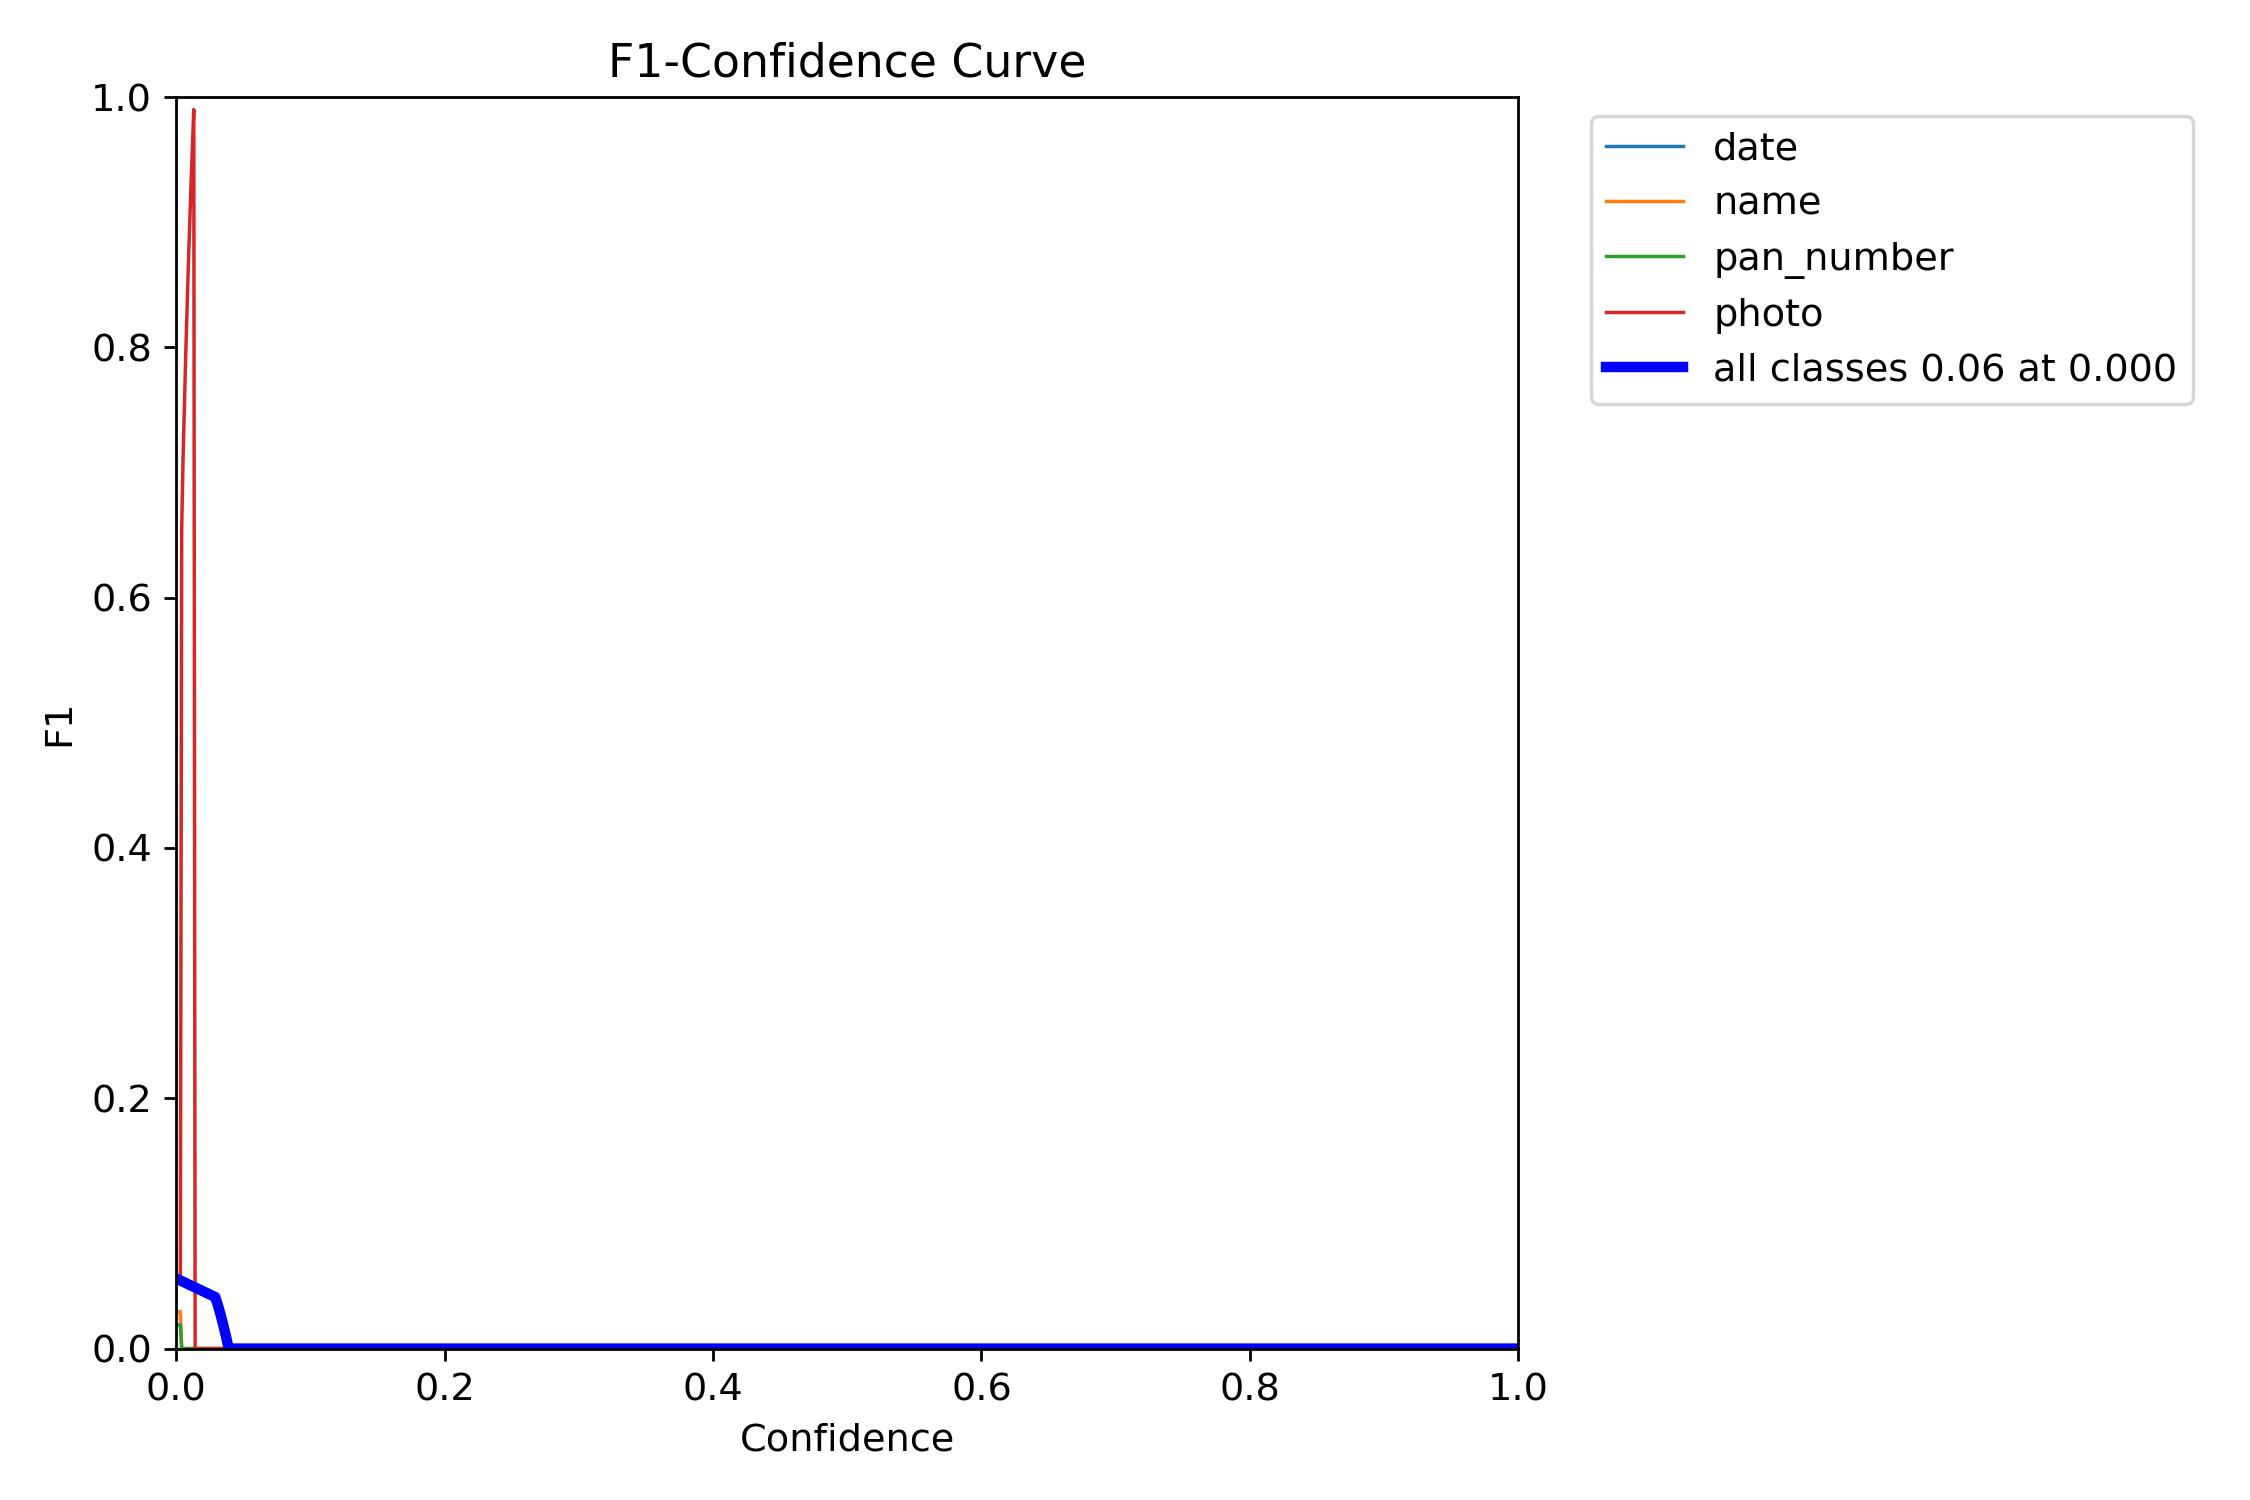 F1-Confidence Curve
1.0
0.8
0.6
0.4
0.2
0.0
F1
0.0 0.2 0.4 0.6 0.8 1.0
Confidence
date
name
pan_number
photo
all classes 0.06 at 0.000